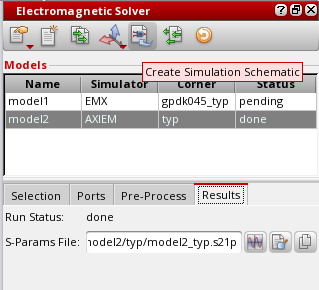 Electromagnetic Solver
Create Simulation Schematic
Models
Name Simulator Corner Status
model1 EMX gpdk045_typ pending
model2 AXIEM typ done
Selection Ports Pre-Process Results
Run Status: done
S-Params File: nodel2/typ/model2_typ.s21p